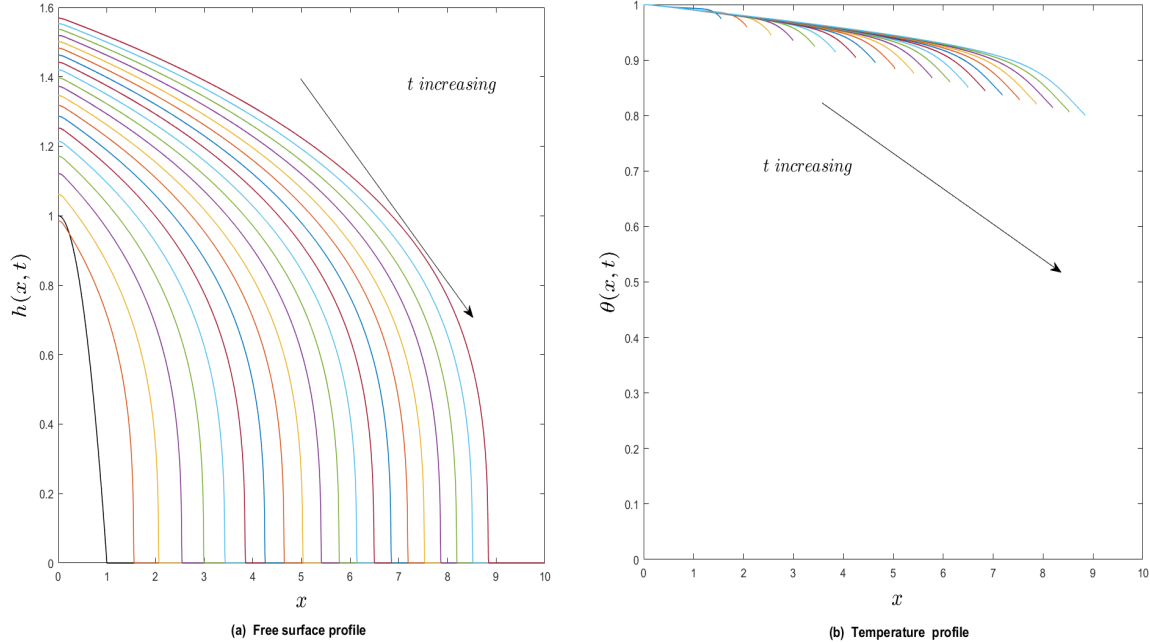 1.6
1.4
1.2
1
0.8
0.6
0.4
0.2
0
0 1 2 3 4 5 6 7 8 9 10
h(x, t)
x
t increasing
(a) Free surface profile
1
0.9
0.8
0.7
0.6
0.5
0.4
0.3
0.2
0.1
0
0 1 2 3 4 5 6 7 8 9 10
θ(x, t)
x
t increasing
(b) Temperature profile